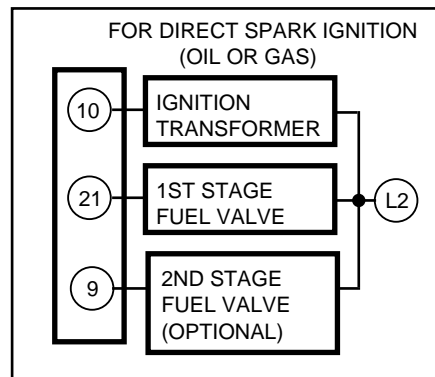 FOR DIRECT SPARK IGNITION
(OIL OR GAS)
10
IGNITION
TRANSFORMER
21
1ST STAGE
FUEL VALVE
L2
9
2ND STAGE
FUEL VALVE
(OPTIONAL)